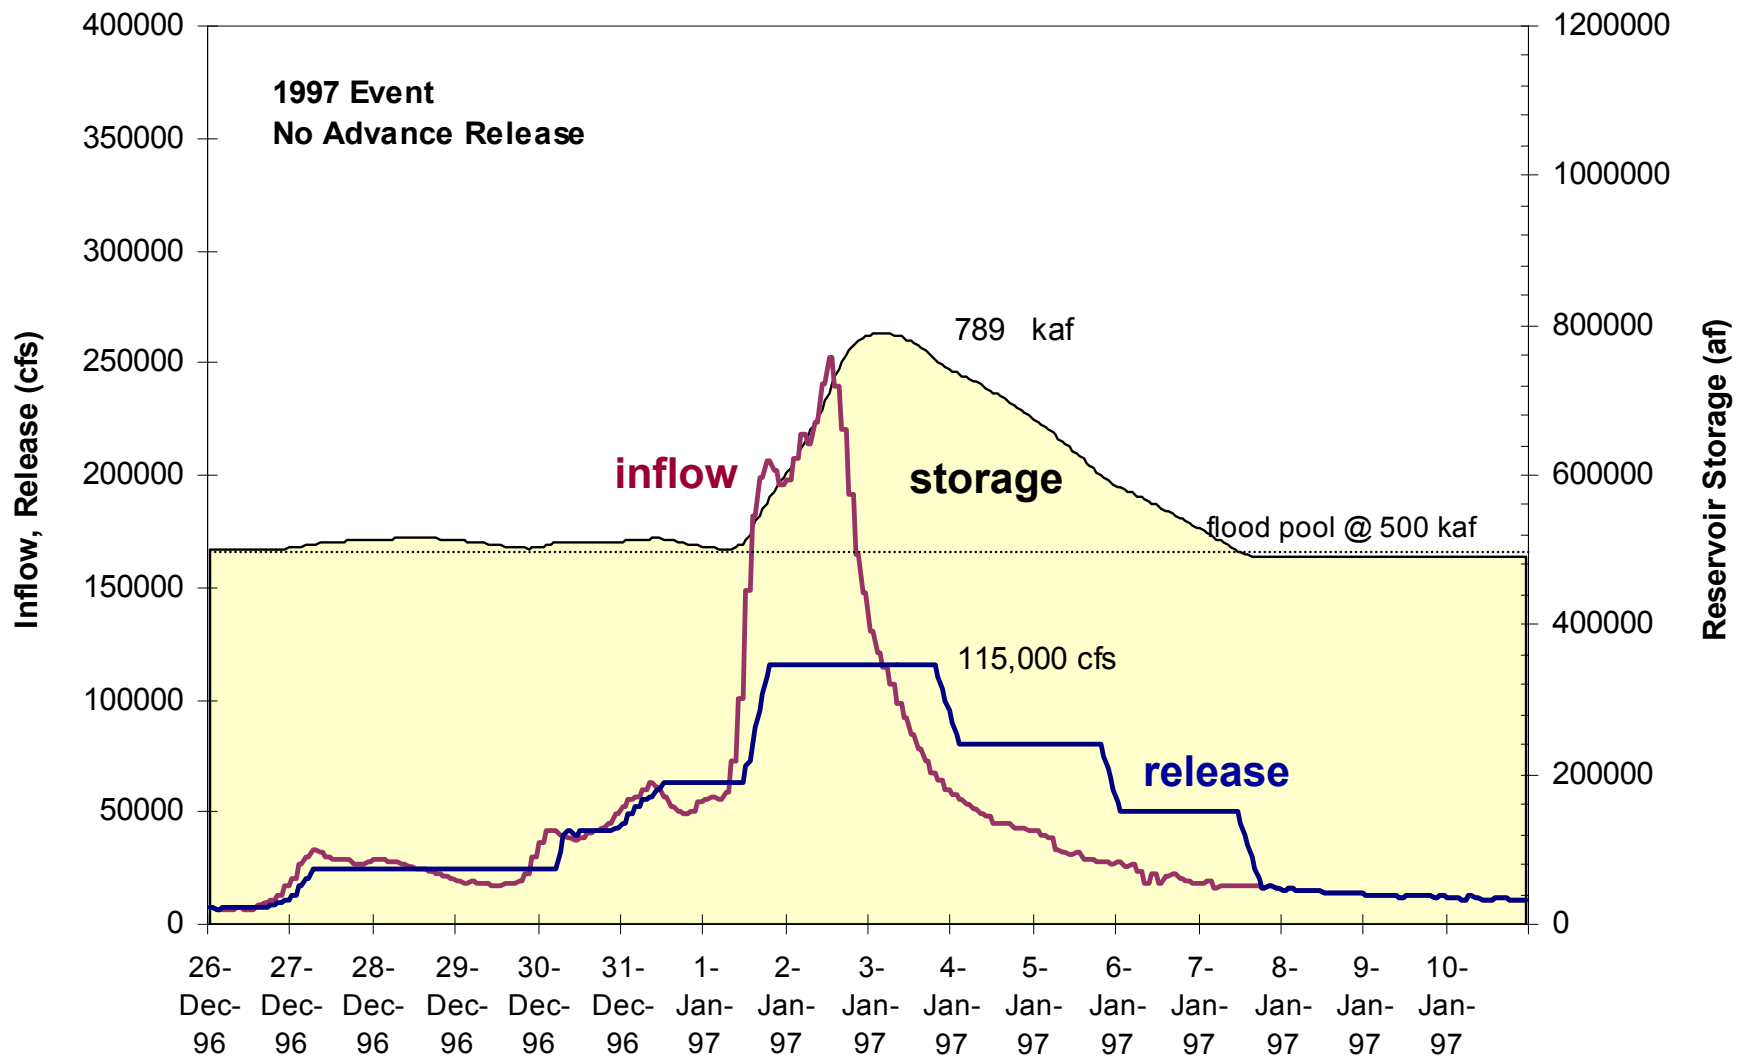 1997 Event
No Advance Release
Inflow, Release (cfs)
400000
350000
300000
250000
200000
150000
100000
50000
0
1200000
1000000
800000
600000
400000
200000
0
Reservoir Storage (af)
789 kaf
inflow
storage
flood pool @ 500 kaf
115,000 cfs
release
26- 27- 28- 29- 30- 31- 1- 2- 3- 4- 5- 6- 7- 8- 9- 10-
Dec- Dec- Dec- Dec- Dec- Dec- Jan- Jan- Jan- Jan- Jan- Jan- Jan- Jan- Jan- Jan-
96 96 96 96 96 96 97 97 97 97 97 97 97 97 97 97